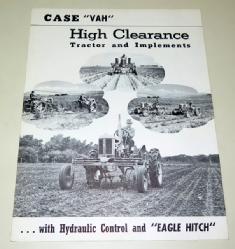 CASE "VAH"
High Clearance
Tractor and Implements
. . . with Hydraulic Control and "EAGLE HITCH"